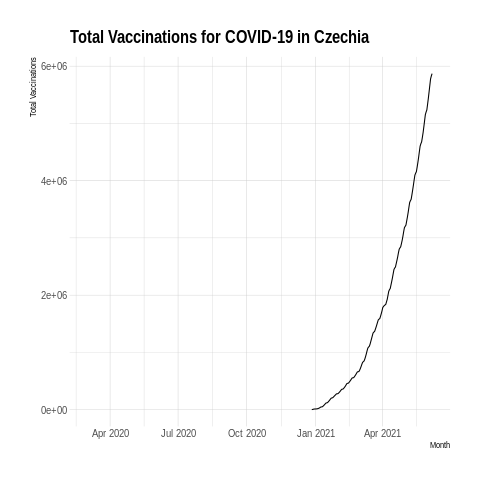 Total Vaccinations for COVID-19 in Czechia
Total Vaccinations
6e+06
4e+06
2e+06
0e+00
Apr 2020 Jul 2020 Oct 2020 Jan 2021 Apr 2021
Month